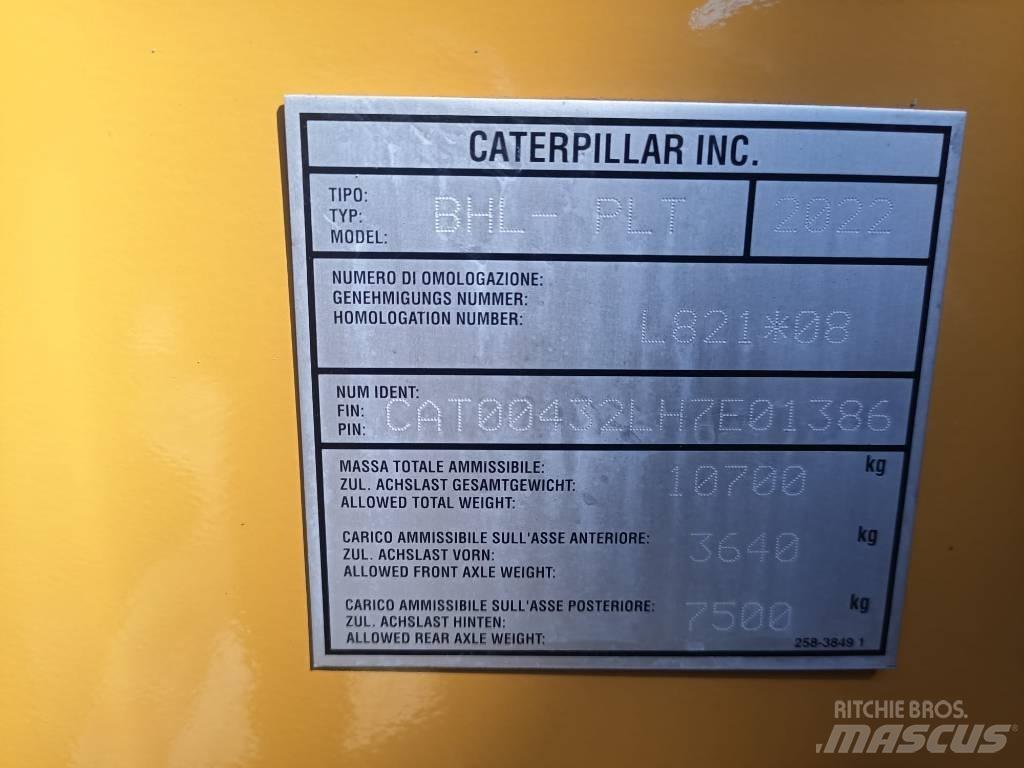 CATERPILLAR INC.
TIPO:
TYP:
MODEL:
BHL- PLT
2022
NUMERO DI OMOLOGAZIONE:
GENEHMIGUNGS NUMMER:
HOMOLOGATION NUMBER:
L821*08
NUM IDENT:
FIN:
PIN:
CAT00432LH7E01386
MASSA TOTALE AMMISSIBILE:
ZUL. ACHSLAST GESAMTGEWICHT:
ALLOWED TOTAL WEIGHT:
10700 kg
CARICO AMMISSIBILE SULL'ASSE ANTERIORE:
ZUL. ACHSLAST VORN:
ALLOWED FRONT AXLE WEIGHT:
3640 kg
CARICO AMMISSIBILE SULL'ASSE POSTERIORE:
ZUL. ACHSLAST HINTEN:
ALLOWED REAR AXLE WEIGHT:
7500 kg
258-3849 1
RITCHIE BROS.
MASCUS